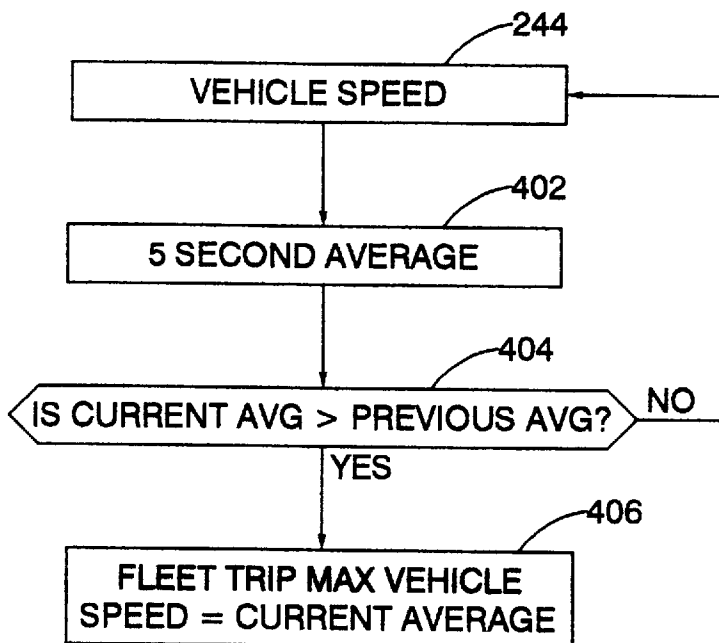 244
VEHICLE SPEED
402
5 SECOND AVERAGE
404
IS CURRENT AVG > PREVIOUS AVG?
NO
YES
406
FLEET TRIP MAX VEHICLE
SPEED = CURRENT AVERAGE